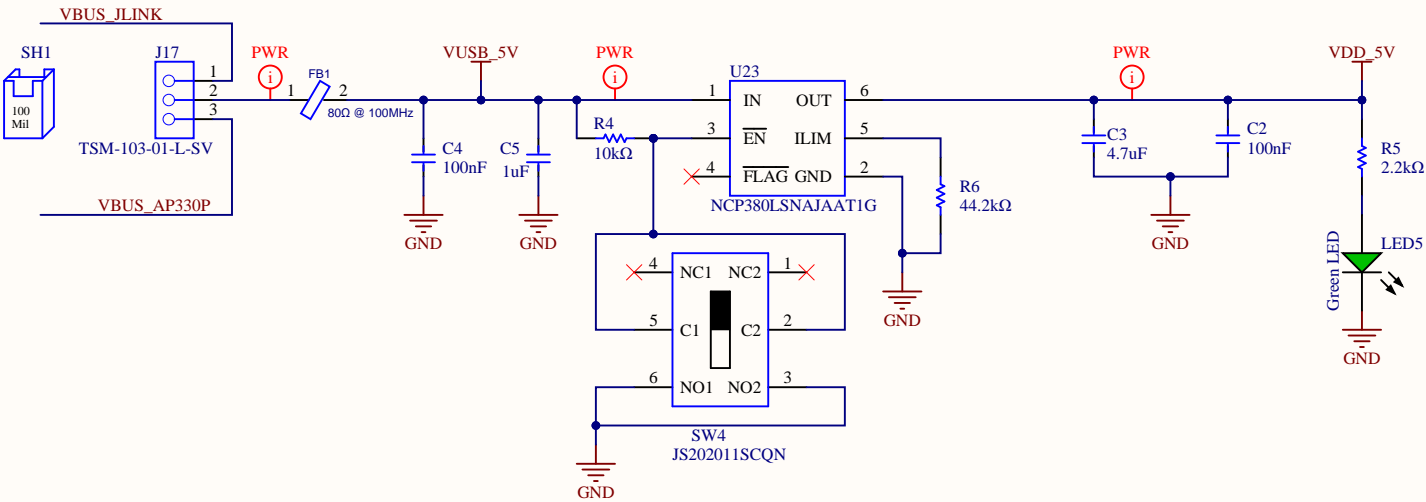 VBUS_JLINK
SH1
100
Mil
J17
1
2
3
TSM-103-01-L-SV
VBUS_AP330P
PWR
i
1
FB1
2
80Ω @ 100MHz
VUSB_5V
C4
100nF
GND
C5
1uF
GND
PWR
i
R4
10kΩ
U23
1
IN
OUT
6
3
EN
ILIM
5
4
FLAG
GND
2
NCP380LSNAJAAT1G
R6
44.2kΩ
GND
4
NC1
NC2
1
5
C1
C2
2
6
NO1
NO2
3
SW4
JS202011SCQN
GND
PWR
i
C3
4.7uF
C2
100nF
GND
VDD_5V
R5
2.2kΩ
Green LED
LED5
GND